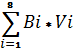 8
∑ Bi * Vi
i=1